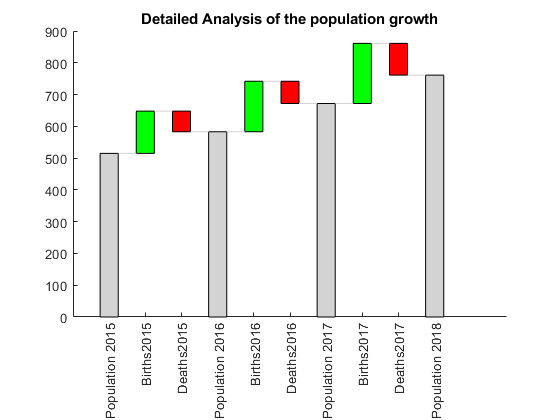 Detailed Analysis of the population growth
900
800
700
600
500
400
300
200
100
0
Population 2015
Births2015
Deaths2015
Population 2016
Births2016
Deaths2016
Population 2017
Births2017
Deaths2017
Population 2018